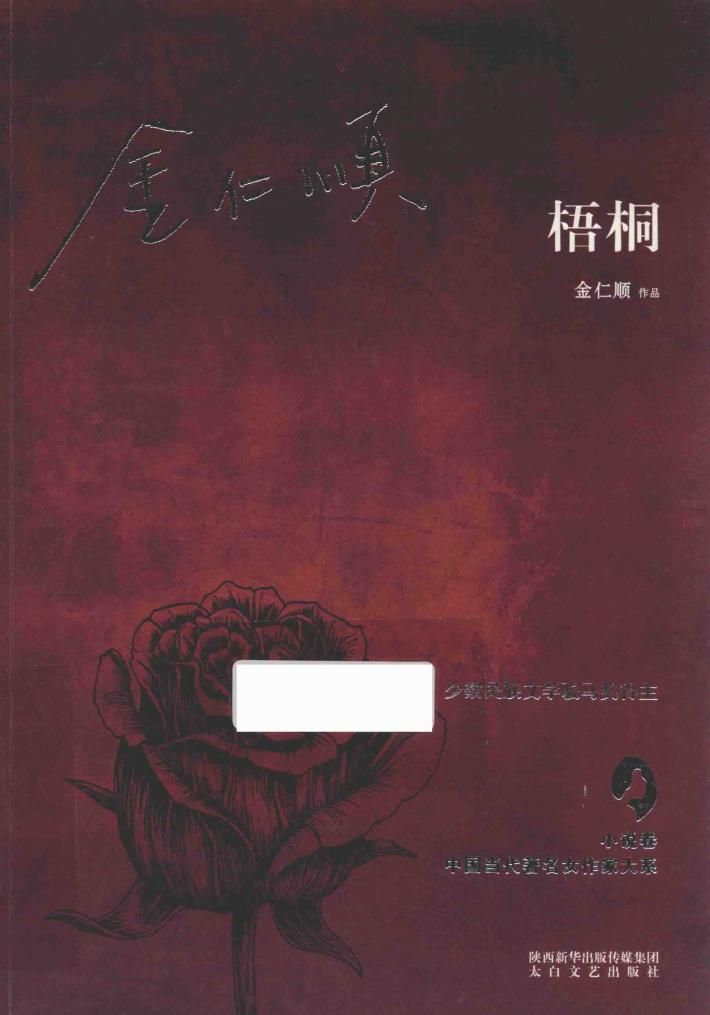 金仁順
梧桐
金仁顺 作品
少数民族文学骏马奖得主
小说卷
中国当代著名女作家大系
陕西新华出版传媒集团
太白文艺出版社